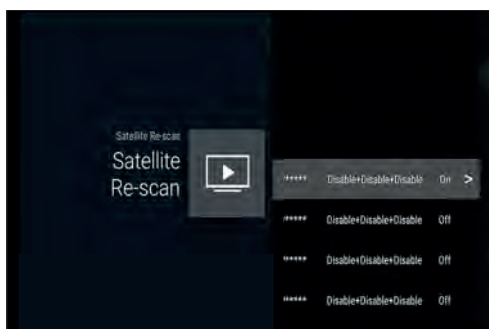 Satellite Re-scan
Satellite
Re-scan
***** Disable+Disable+Disable On >
***** Disable+Disable+Disable Off
***** Disable+Disable+Disable Off
***** Disable+Disable+Disable Off